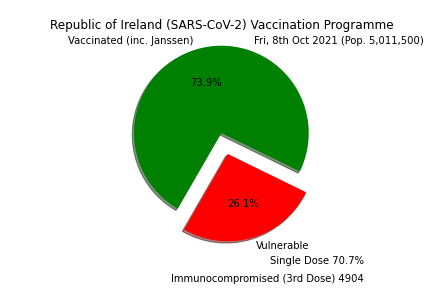 Republic of Ireland (SARS-CoV-2) Vaccination Programme
Vaccinated (inc. Janssen)
Fri, 8th Oct 2021 (Pop. 5,011,500)
73.9%
26.1%
Vulnerable
Single Dose 70.7%
Immunocompromised (3rd Dose) 4904